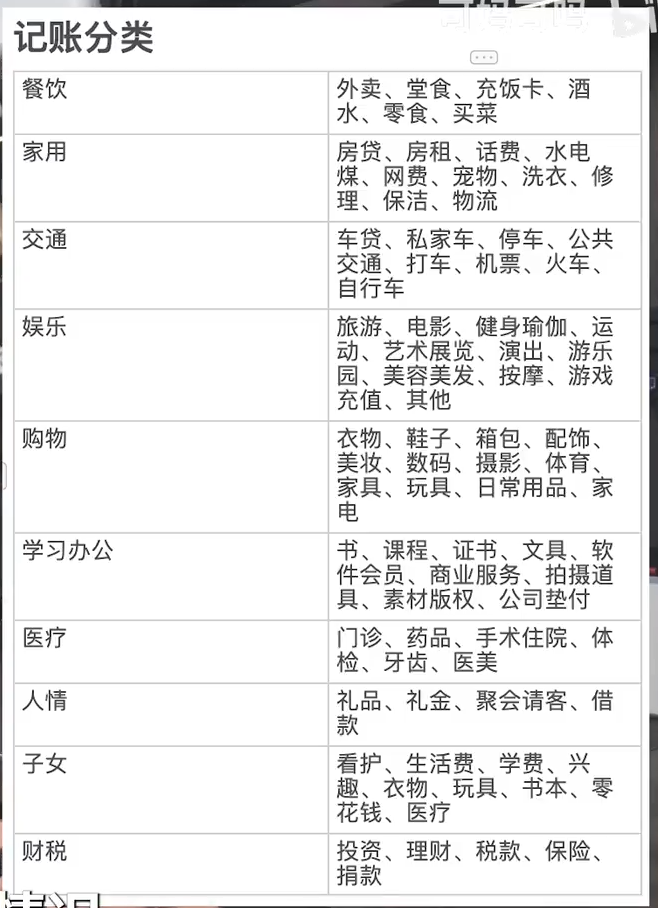 记账分类
餐饮
外卖、堂食、充饭卡、酒
水、零食、买菜
家用
房贷、房租、话费、水电
煤、网费、宠物、洗衣、修
理、保洁、物流
交通
车贷、私家车、停车、公共
交通、打车、机票、火车、
自行车
娱乐
旅游、电影、健身瑜伽、运
动、艺术展览、演出、游乐
园、美容美发、按摩、游戏
充值、其他
购物
衣物、鞋子、箱包、配饰、
美妆、数码、摄影、体育、
家具、玩具、日常用品、家
电
学习办公
书、课程、证书、文具、软
件会员、商业服务、拍摄道
具、素材版权、公司垫付
医疗
门诊、药品、手术住院、体
检、牙齿、医美
人情
礼品、礼金、聚会请客、借
款
子女
看护、生活费、学费、兴
趣、衣物、玩具、书本、零
花钱、医疗
财税
投资、理财、税款、保险、
捐款